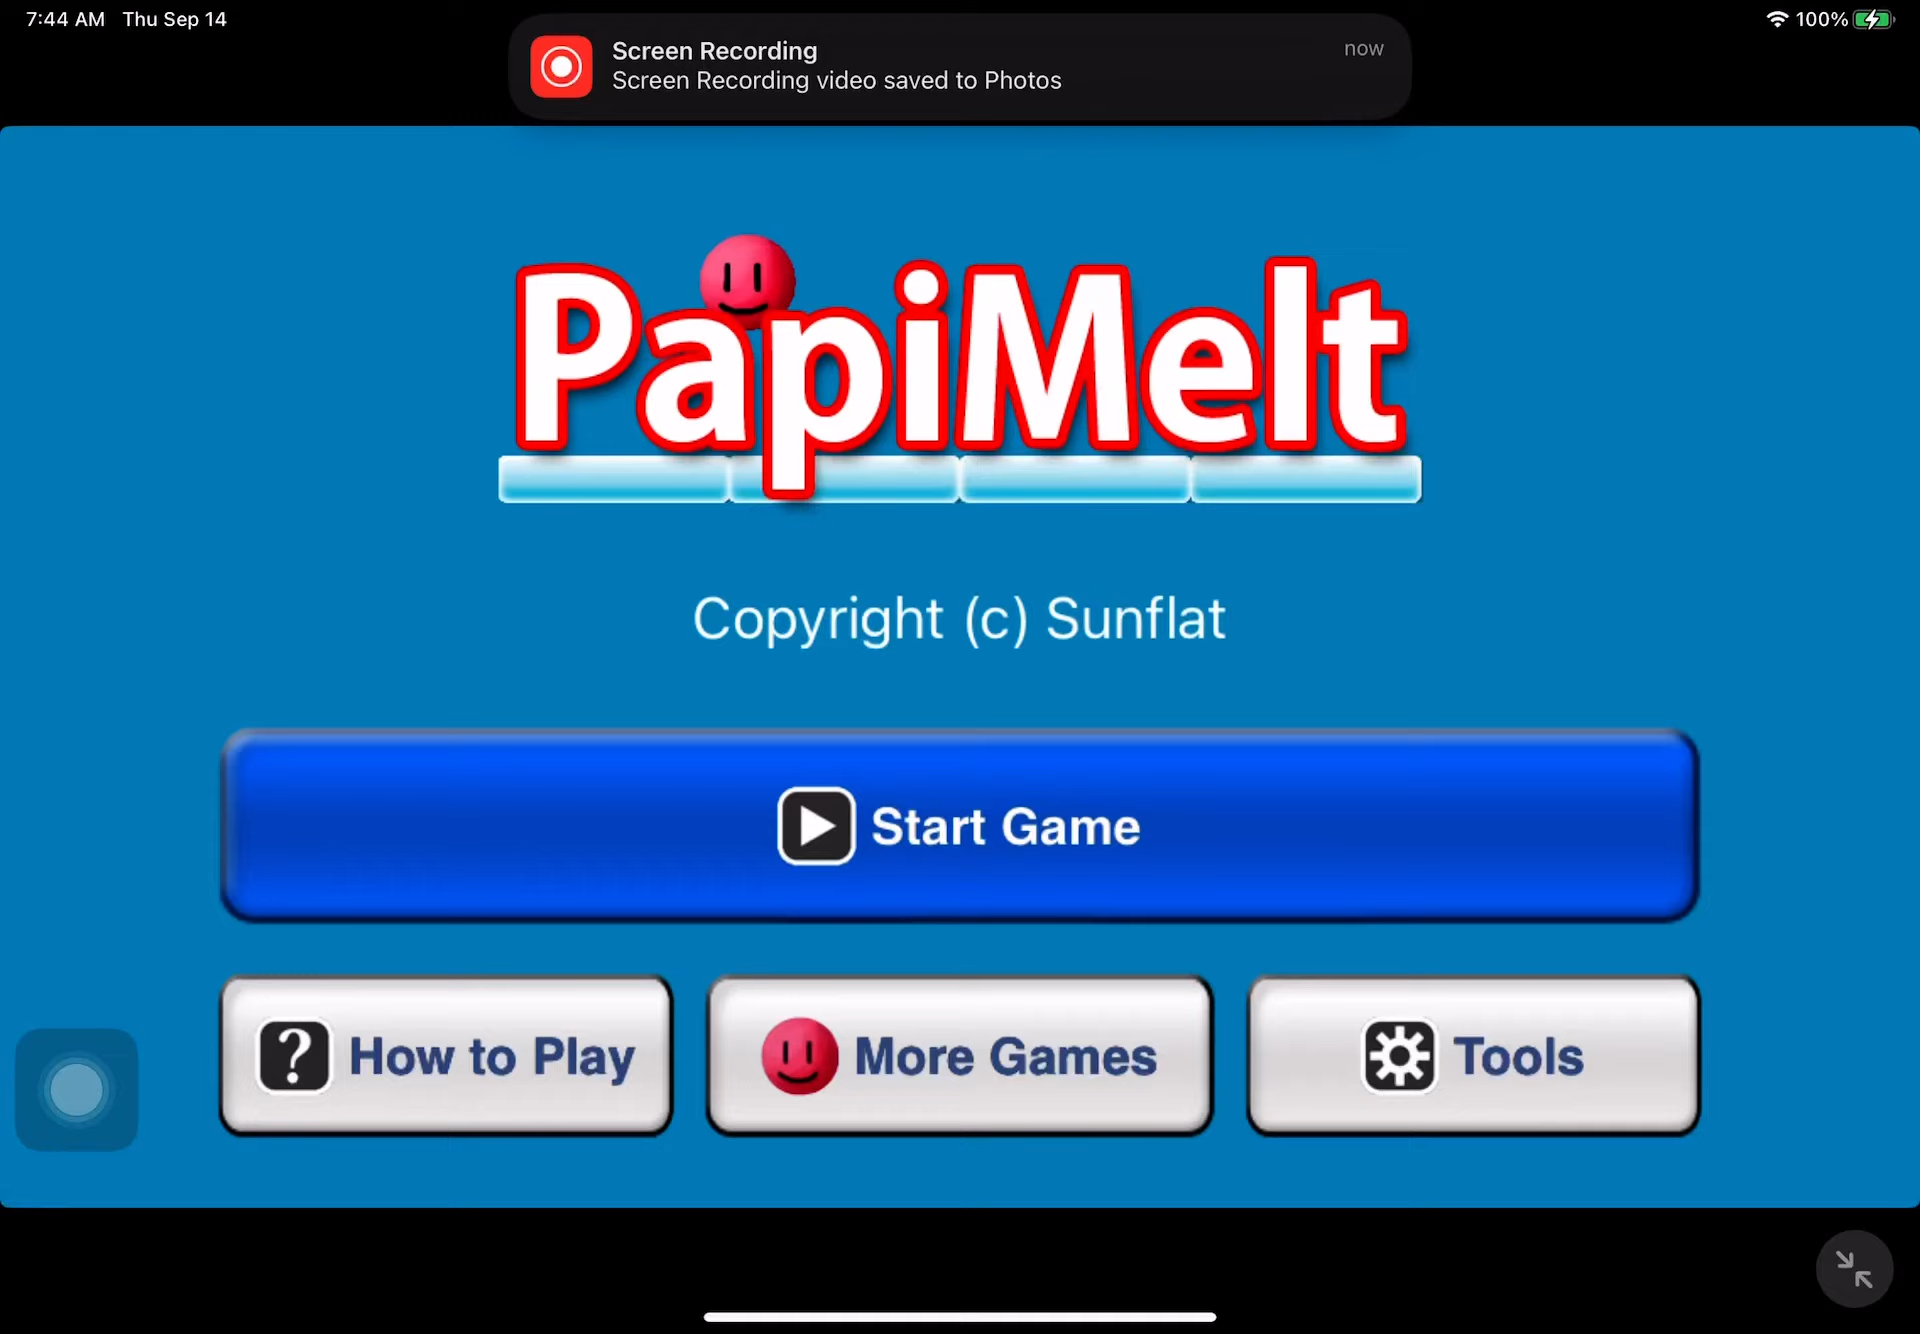 7:44 AM Thu Sep 14
100%
Screen Recording
now
Screen Recording video saved to Photos
PapiMelt
Copyright (c) Sunflat
Start Game
? How to Play
More Games
Tools